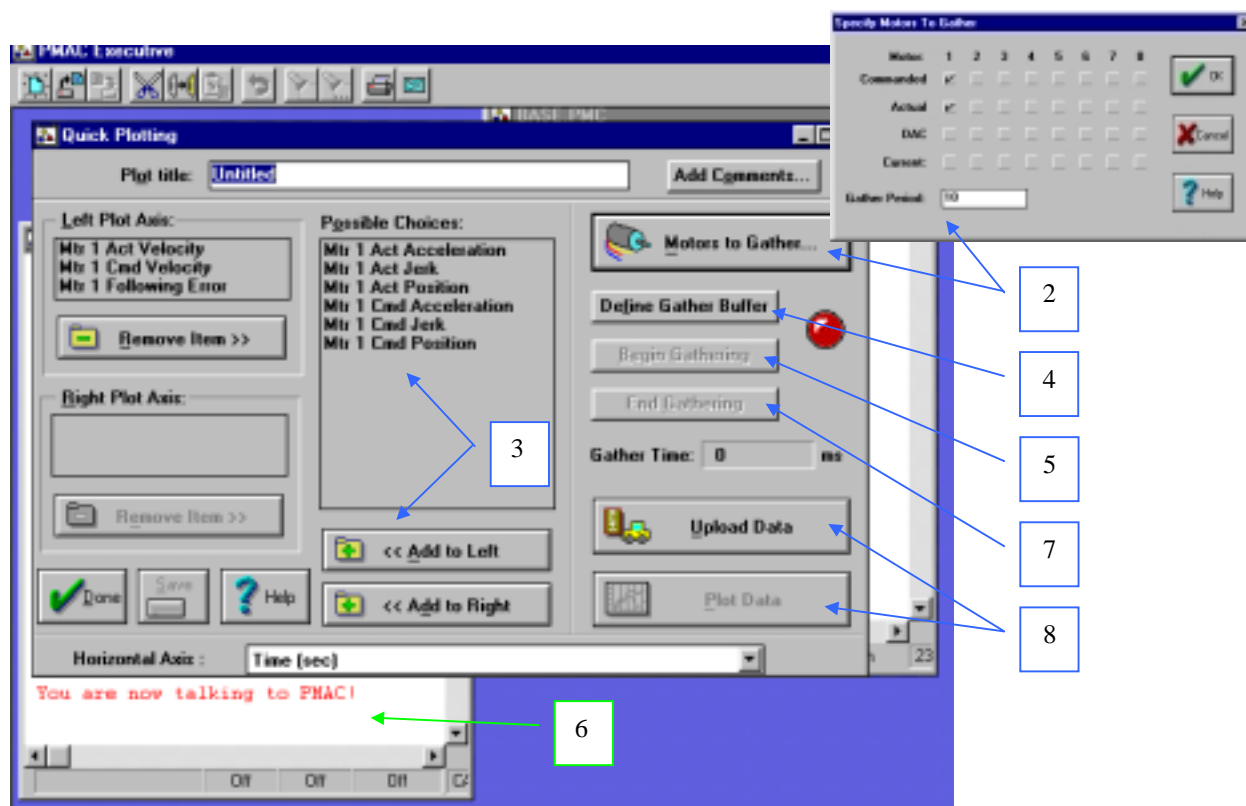 Specify Motors To Gather
Motor: 1 2 3 4 5 6 7 8
Commanded
Actual
DAC
Current:
Gather Period: 10
OK
Cancel
Help
PMAC Executive
BASE PMC
Quick Plotting
Plot title: Untitled
Add Comments...
Left Plot Axis:
Mtr 1 Act Velocity
Mtr 1 Cmd Velocity
Mtr 1 Following Error
Remove Item >>
Right Plot Axis:
Remove Item >>
Done
Save
Help
Possible Choices:
Mtr 1 Act Acceleration
Mtr 1 Act Jerk
Mtr 1 Act Position
Mtr 1 Cmd Acceleration
Mtr 1 Cmd Jerk
Mtr 1 Cmd Position
3
<< Add to Left
<< Add to Right
Motors to Gather...
Define Gather Buffer
Begin Gathering
End Gathering
Gather Time: 0 ms
Upload Data
Plot Data
2
4
5
7
8
Horizontal Axis : Time (sec)
23
You are now talking to PMAC!
6
Off Off Off